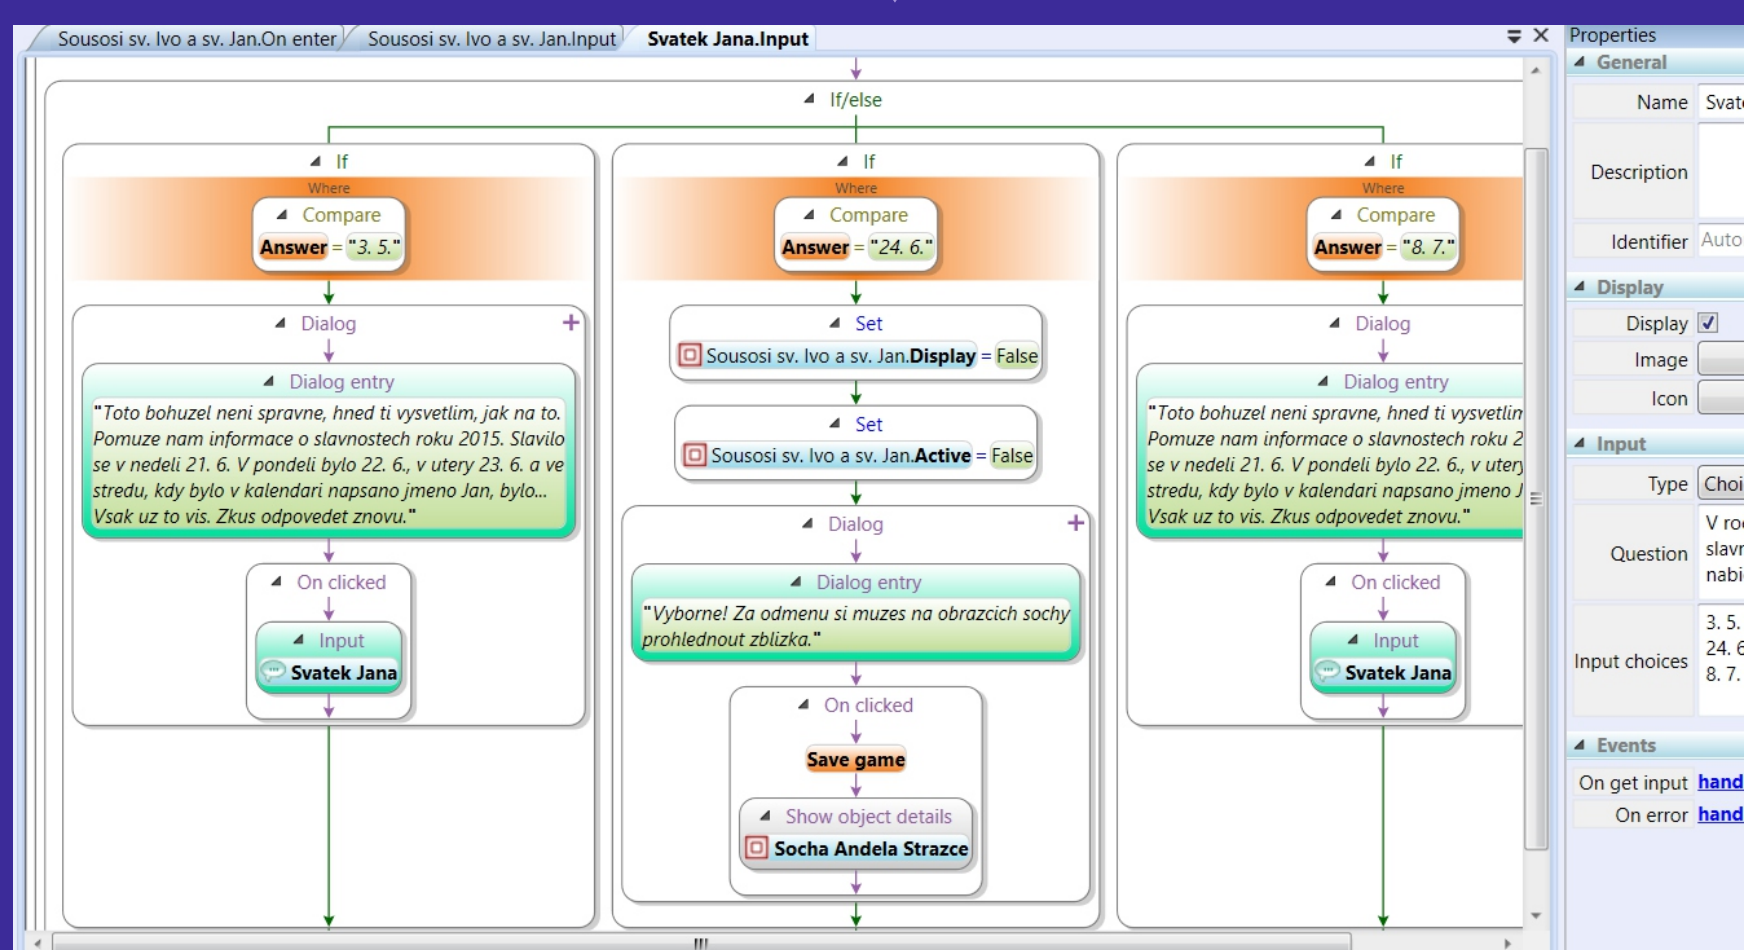 Sousosi sv. Ivo a sv. Jan.On enter
Sousosi sv. Ivo a sv. Jan.Input
Svatek Jana.Input
If/else
If
Where
Compare
Answer = "3. 5."
Dialog
Dialog entry
"Toto bohuzel neni spravne, hned ti vysvetlim, jak na to.
Pomuze nam informace o slavnostech roku 2015. Slavilo
se v nedeli 21. 6. V pondeli bylo 22. 6., v utery 23. 6. a ve
stredu, kdy bylo v kalendari napsano jmeno Jan, bylo...
Vsak uz to vis. Zkus odpovedet znovu."
On clicked
Input
Svatek Jana
If
Where
Compare
Answer = "24. 6."
Set
Sousosi sv. Ivo a sv. Jan.Display = False
Set
Sousosi sv. Ivo a sv. Jan.Active = False
Dialog
Dialog entry
"Vyborne! Za odmenu si muzes na obrazcich sochy
prohlednout zblizka."
On clicked
Save game
Show object details
Socha Andela Strazce
If
Where
Compare
Answer = "8. 7."
Dialog
Dialog entry
"Toto bohuzel neni spravne, hned ti vysvetlim
Pomuze nam informace o slavnostech roku 2
se v nedeli 21. 6. V pondeli bylo 22. 6., v utery
stredu, kdy bylo v kalendari napsano jmeno J
Vsak uz to vis. Zkus odpovedet znovu."
On clicked
Input
Svatek Jana
Properties
General
Name Svat
Description
Identifier Auto
Display
Display
Image
Icon
Input
Type Choi
Question
V ro
slavn
nabi
Input choices
3. 5.
24. 6
8. 7.
Events
On get input hand
On error hand